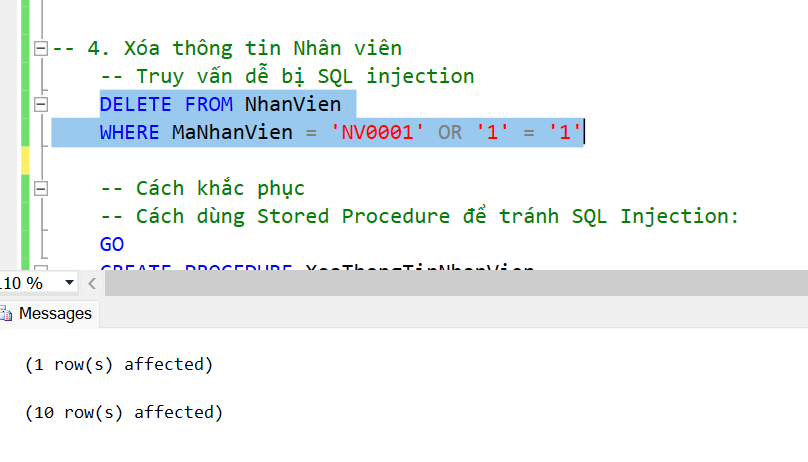 -- 4. Xóa thông tin Nhân viên
-- Truy vấn dễ bị SQL injection
DELETE FROM NhanVien
WHERE MaNhanVien = 'NV0001' OR '1' = '1'
-- Cách khắc phục
-- Cách dùng Stored Procedure để tránh SQL Injection:
GO
CREATE PROCEDURE XoaThongTinNhanVien
110 %
Messages
(1 row(s) affected)
(10 row(s) affected)